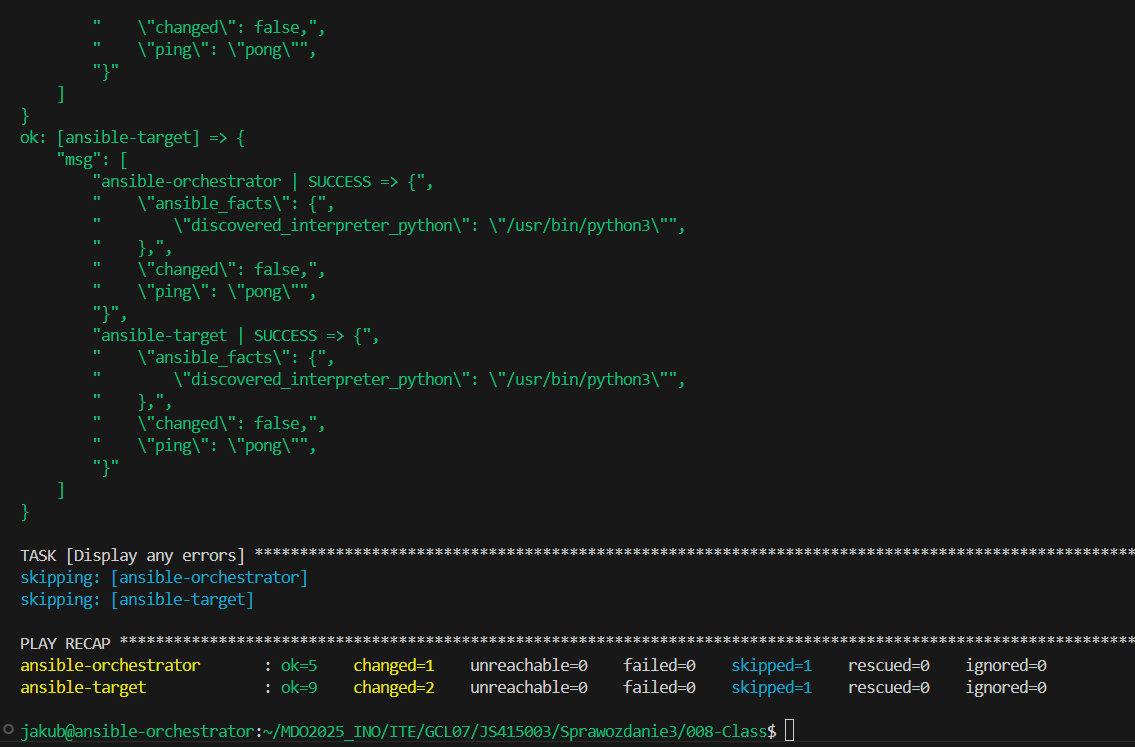 "    \"changed\": false,",
"    \"ping\": \"pong\"",
"}"
]
}
ok: [ansible-target] => {
"msg": [
"ansible-orchestrator | SUCCESS => {",
"    \"ansible_facts\": {",
"        \"discovered_interpreter_python\": \"/usr/bin/python3\"",
"    },",
"    \"changed\": false,",
"    \"ping\": \"pong\"",
"}",
"ansible-target | SUCCESS => {",
"    \"ansible_facts\": {",
"        \"discovered_interpreter_python\": \"/usr/bin/python3\"",
"    },",
"    \"changed\": false,",
"    \"ping\": \"pong\"",
"}"
]
}
TASK [Display any errors] **************************************************************************************************
skipping: [ansible-orchestrator]
skipping: [ansible-target]
PLAY RECAP *****************************************************************************************************************
ansible-orchestrator       : ok=5    changed=1    unreachable=0    failed=0    skipped=1    rescued=0    ignored=0
ansible-target             : ok=9    changed=2    unreachable=0    failed=0    skipped=1    rescued=0    ignored=0
jakub@ansible-orchestrator:~/MDO2025_INO/ITE/GCL07/JS415003/Sprawozdanie3/008-Class$